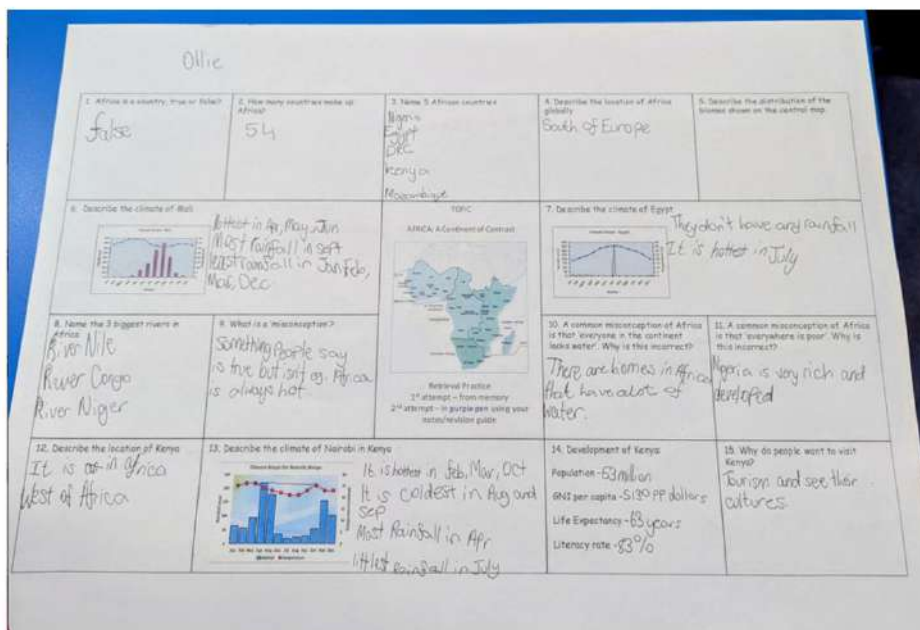 Ollie
1. Africa is a country, true or false?
false
2. How many countries make up
Africa?
54
3. Name 5 African countries
Nigeria
Egypt
DRC
Kenya
Mozambique
4. Describe the location of Africa
globally
South of Europe
5. Describe the distribution of the
biomes shown on the central map.
6. Describe the climate of Mali
Hottest in Apr, May, Jun
Most rainfall in sept
least rainfall in Jan, Feb,
Mar, Dec
TOPIC
AFRICA: A Continent of Contrast
Retrieval Practice
1st attempt – from memory
2nd attempt – in purple pen using your
notes/revision guide
7. Describe the climate of Egypt
They don't have any rainfall
It is hottest in July
8. Name the 3 biggest rivers in
Africa
River Nile
River Congo
River Niger
9. What is a 'misconception'?
Something People say
is true but isn't eg. Africa
is always hot
10. A common misconception of Africa
is that 'everyone in the continent
lacks water'. Why is this incorrect?
There are biomes in Africa
that have alot of
water.
11. A common misconception of Africa
is that 'everywhere is poor'. Why is
this incorrect?
Nigeria is very rich and
developed
12. Describe the location of Kenya
It is in africa
West of Africa
13. Describe the climate of Nairobi in Kenya
It is hottest in feb, Mar, Oct
It is coldest in Aug and
sep
Most Rainfall in Apr
littlest rainfall in July
14. Development of Kenya
Population - 53 million
GNI per capita - 5139 PP dollars
Life Expectancy - 63 years
Literacy rate - 83%
15. Why do people want to visit
Kenya?
Tourism and see their
cultures.